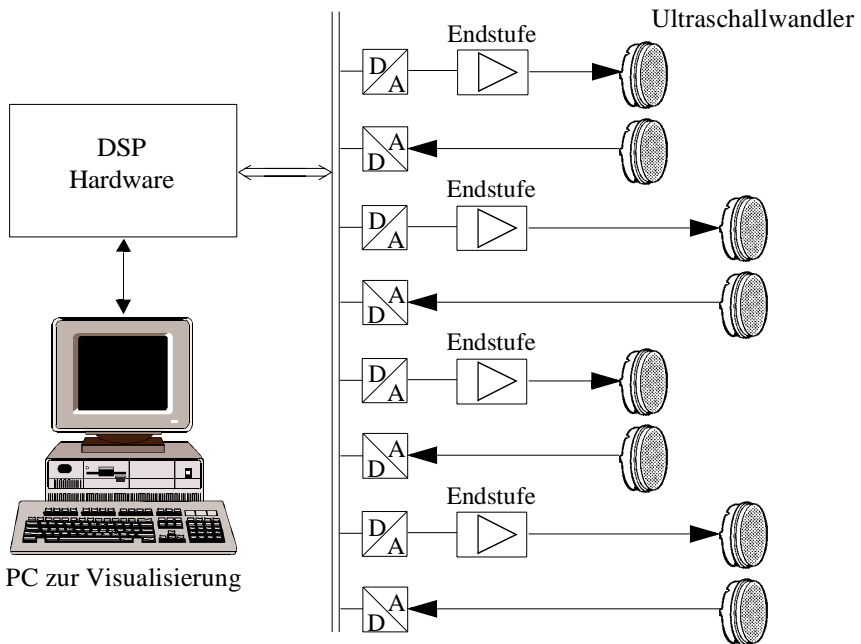 Ultraschallwandler
Endstufe
D
A
A
D
DSP
Hardware
Endstufe
D
A
A
D
Endstufe
D
A
A
D
Endstufe
D
A
A
D
PC zur Visualisierung